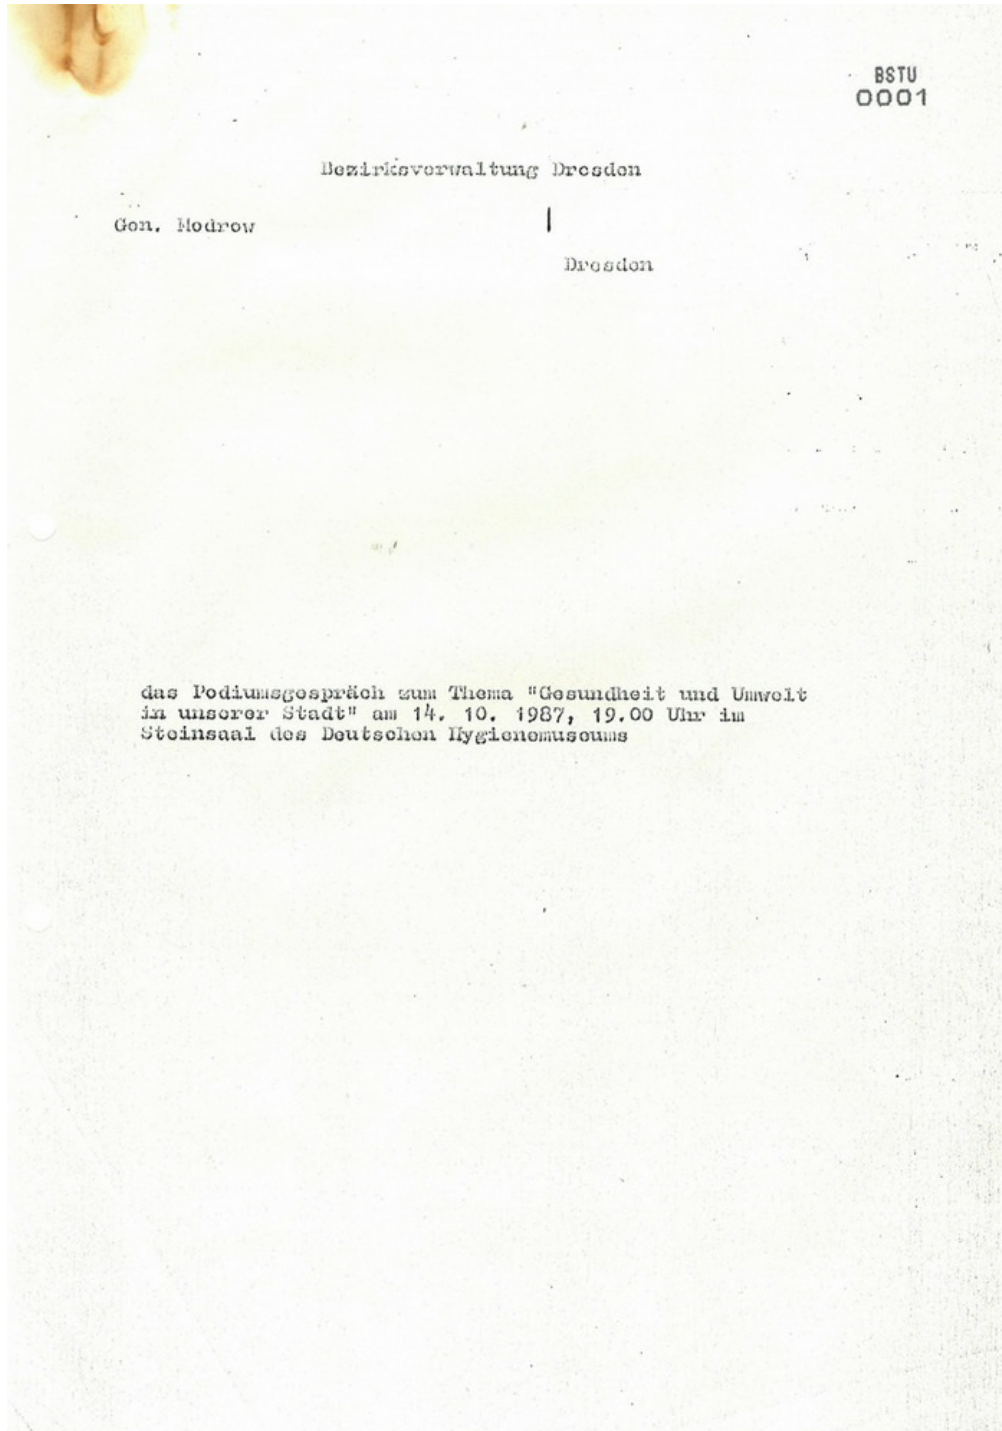 BSTU
0001
Bezirksverwaltung Dresden
Gen. Modrow
Dresden
das Podiumsgespräch zum Thema "Gesundheit und Umwelt
in unserer Stadt" am 14. 10. 1987, 19.00 Uhr im
Steinsaal des Deutschen Hygienemuseums